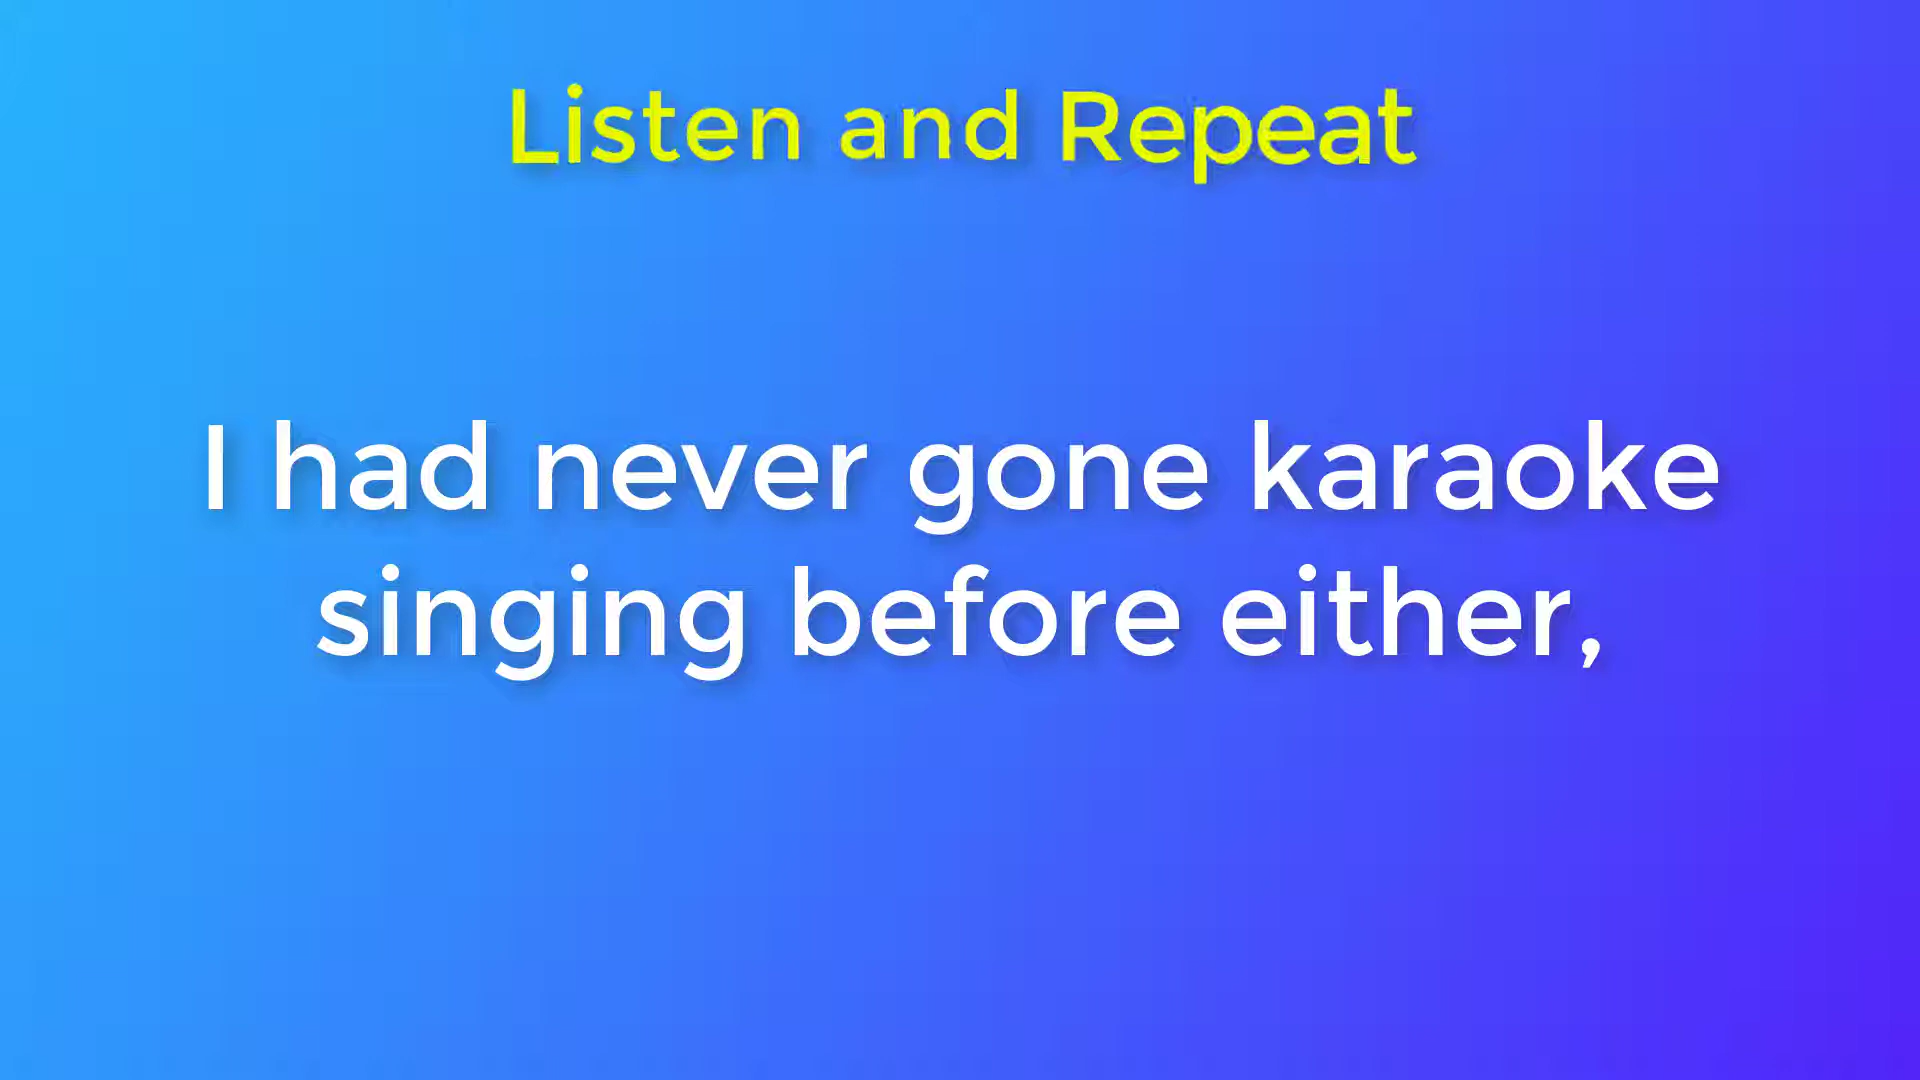 Listen and Repeat
I had never gone karaoke
singing before either,